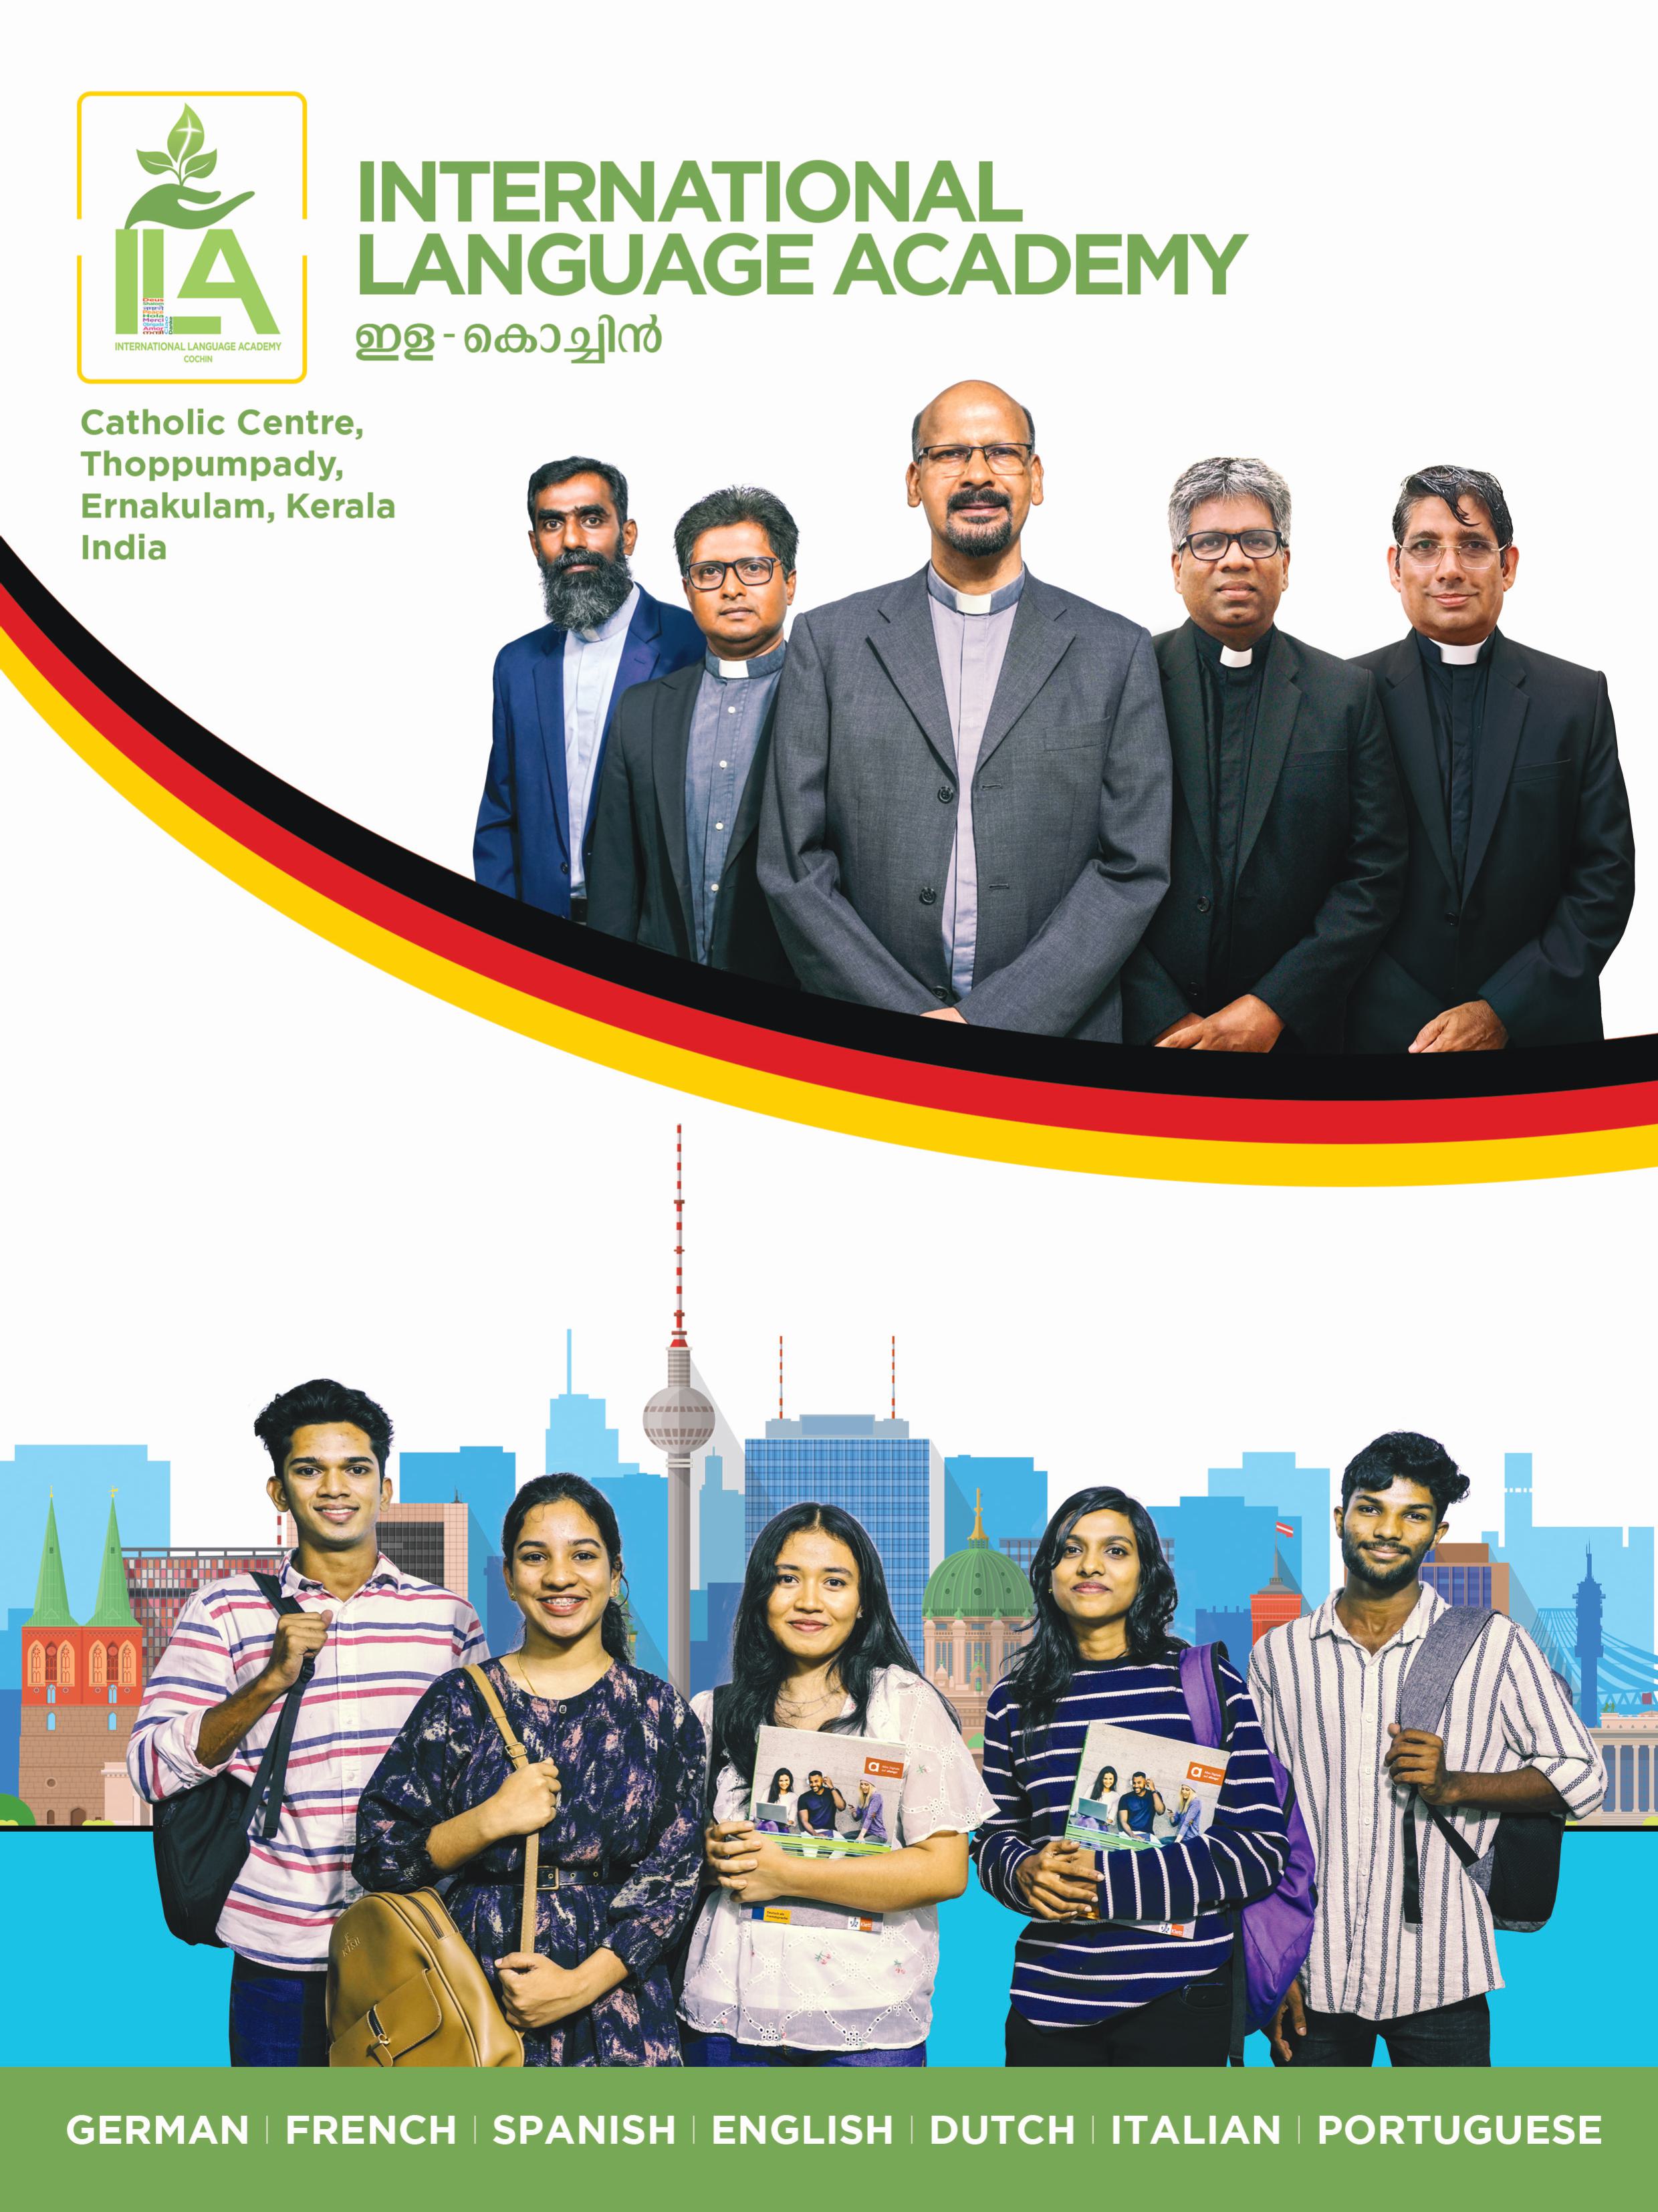 ILA
INTERNATIONAL LANGUAGE ACADEMY
COCHIN
INTERNATIONAL
LANGUAGE ACADEMY
ഇള - കൊച്ചിൻ
Catholic Centre,
Thoppumpady,
Ernakulam, Kerala
India
GERMAN | FRENCH | SPANISH | ENGLISH | DUTCH | ITALIAN | PORTUGUESE